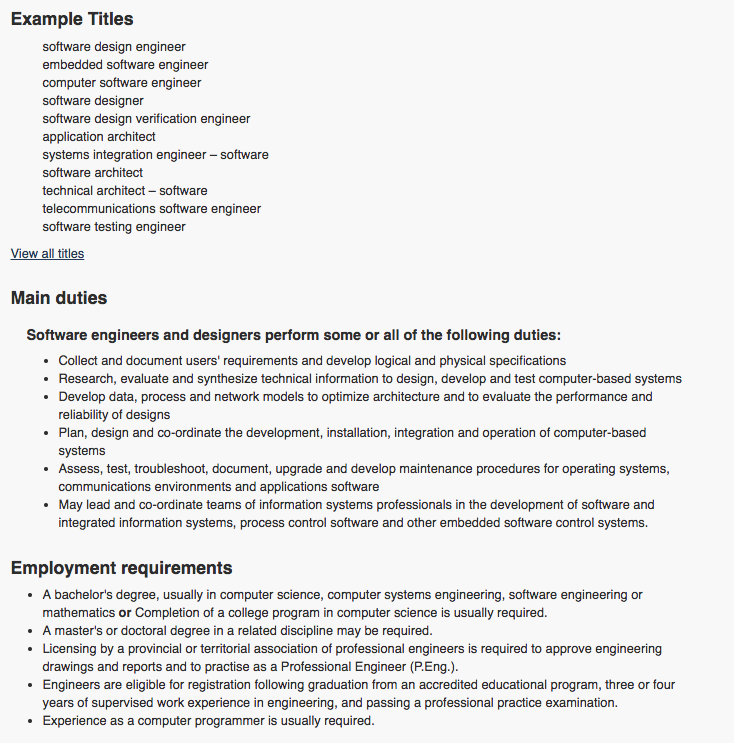 Example Titles
software design engineer
embedded software engineer
computer software engineer
software designer
software design verification engineer
application architect
systems integration engineer – software
software architect
technical architect – software
telecommunications software engineer
software testing engineer
View all titles
Main duties
Software engineers and designers perform some or all of the following duties:
• Collect and document users' requirements and develop logical and physical specifications
• Research, evaluate and synthesize technical information to design, develop and test computer-based systems
• Develop data, process and network models to optimize architecture and to evaluate the performance and
reliability of designs
• Plan, design and co-ordinate the development, installation, integration and operation of computer-based
systems
• Assess, test, troubleshoot, document, upgrade and develop maintenance procedures for operating systems,
communications environments and applications software
• May lead and co-ordinate teams of information systems professionals in the development of software and
integrated information systems, process control software and other embedded software control systems.
Employment requirements
• A bachelor's degree, usually in computer science, computer systems engineering, software engineering or
mathematics or Completion of a college program in computer science is usually required.
• A master's or doctoral degree in a related discipline may be required.
• Licensing by a provincial or territorial association of professional engineers is required to approve engineering
drawings and reports and to practise as a Professional Engineer (P.Eng.).
• Engineers are eligible for registration following graduation from an accredited educational program, three or four
years of supervised work experience in engineering, and passing a professional practice examination.
• Experience as a computer programmer is usually required.